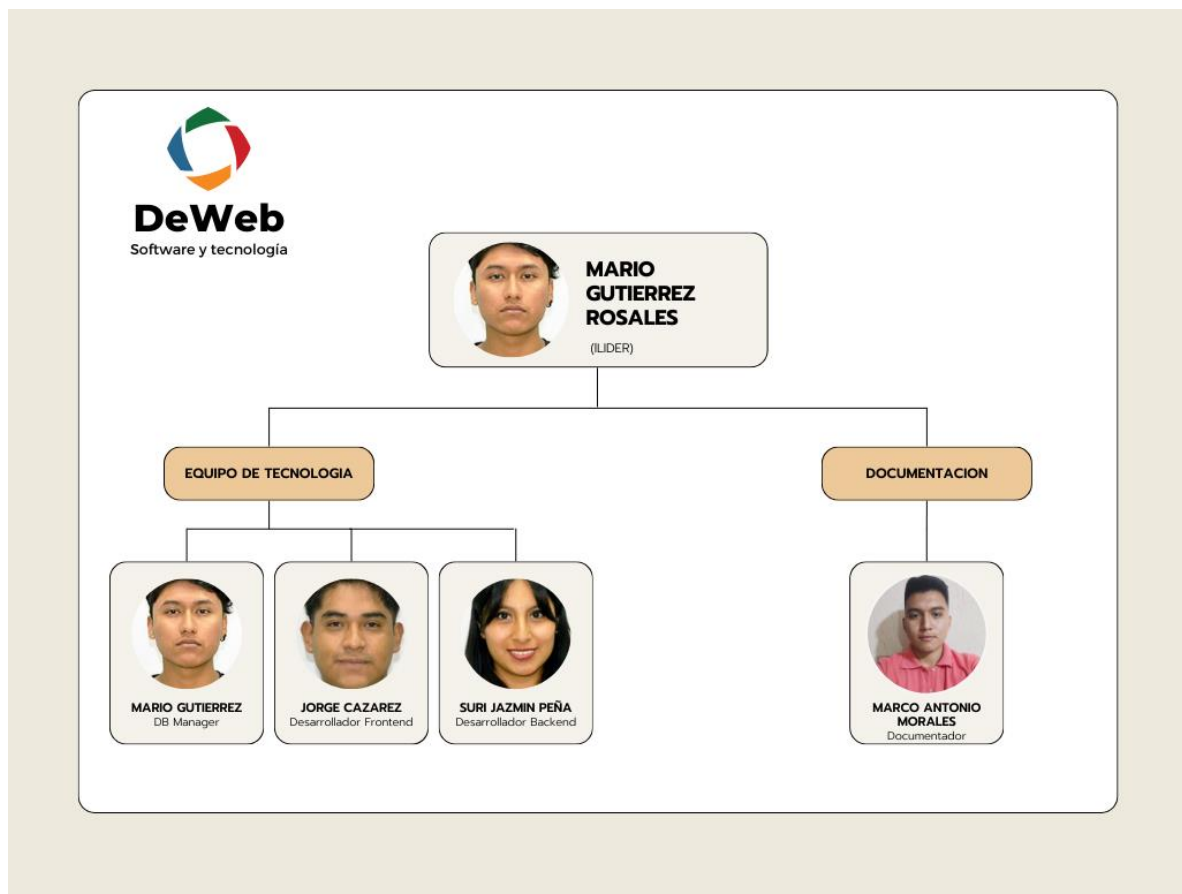 DeWeb
Software y tecnología
MARIO
GUTIERREZ
ROSALES
(lLIDER)
EQUIPO DE TECNOLOGIA
DOCUMENTACION
MARIO GUTIERREZ
DB Manager
JORGE CAZAREZ
Desarrollador Frontend
SURI JAZMIN PEÑA
Desarrollador Backend
MARCO ANTONIO
MORALES
Documentador